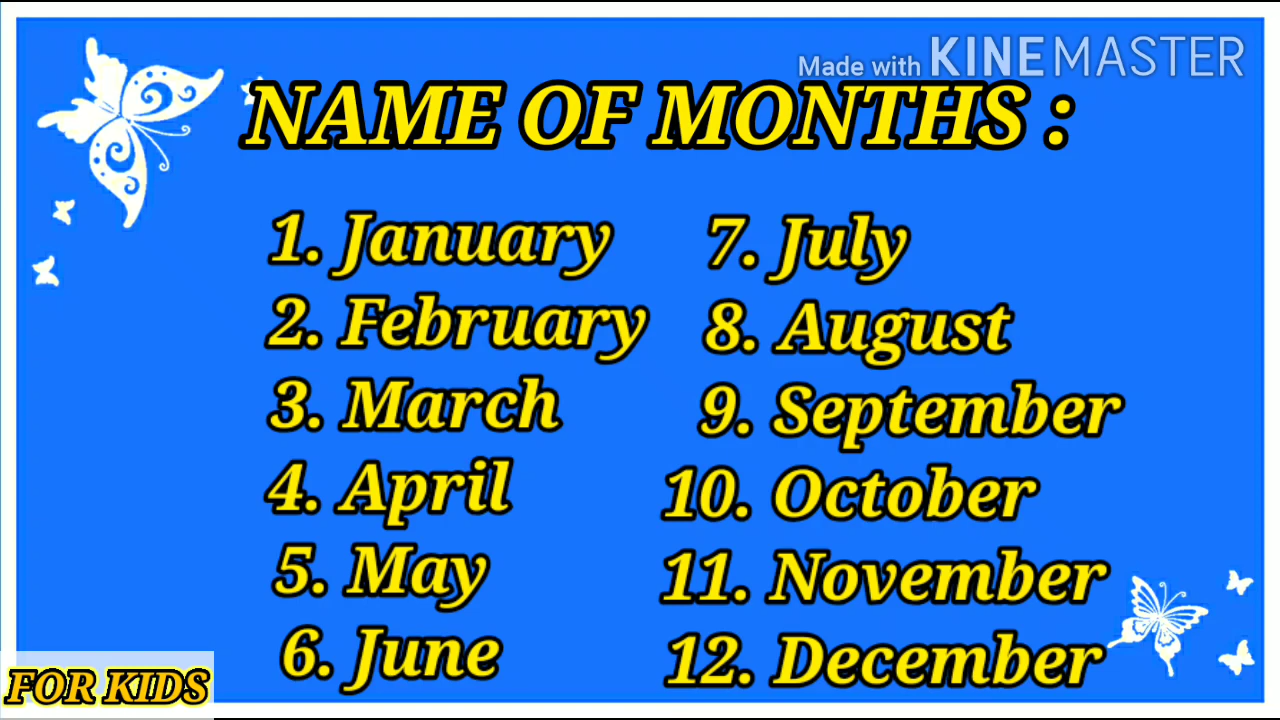 Made with KINEMASTER
NAME OF MONTHS :
1. January
2. February
3. March
4. April
5. May
6. June
7. July
8. August
9. September
10. October
11. November
12. December
FOR KIDS